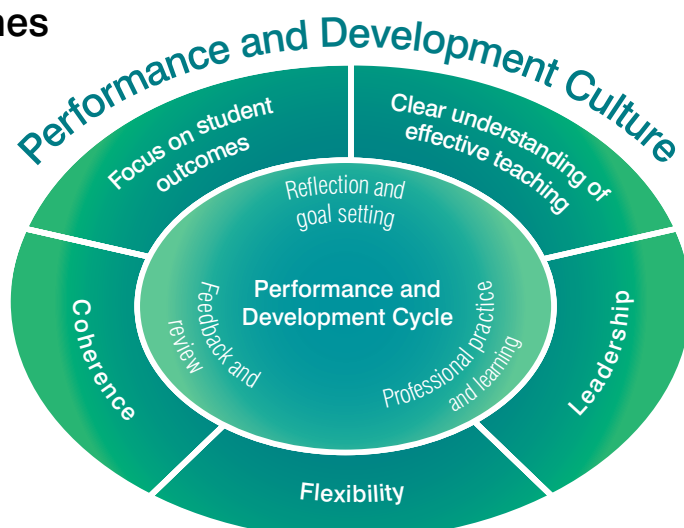 Performance and Development Culture
Focus on student
outcomes
Clear understanding of
effective teaching
Reflection and
goal setting
Performance and
Development Cycle
Feedback and
review
Professional practice
and learning
Coherence
Leadership
Flexibility